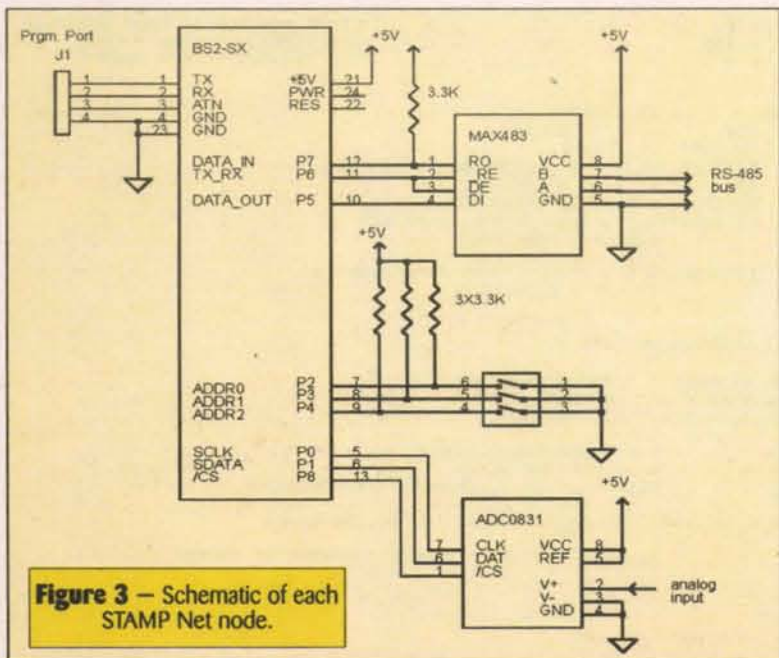 Prgm. Port
J1
1
2
3
4
1
2
3
4
23
BS2-SX
TX
RX
ATN
GND
GND
+5V 21
PWR 24
RES 22
+5V
3.3K
+5V
DATA_IN P7 12
TX_RX P6 11
DATA_OUT P5 10
MAX483
1 RO VCC 8
2 _RE B 7
3 DE A 6
4 DI GND 5
RS-485
bus
+5V
3X3.3K
ADDR0 P2 7
ADDR1 P3 8
ADDR2 P4 9
6 1
5 2
4 3
SCLK P0 5
SDATA P1 6
/CS P8 13
+5V
ADC0831
7 CLK VCC 8
6 DAT REF 5
1 /CS
V+ 2
V- 3
GND 4
analog
input
Figure 3 — Schematic of each
STAMP Net node.